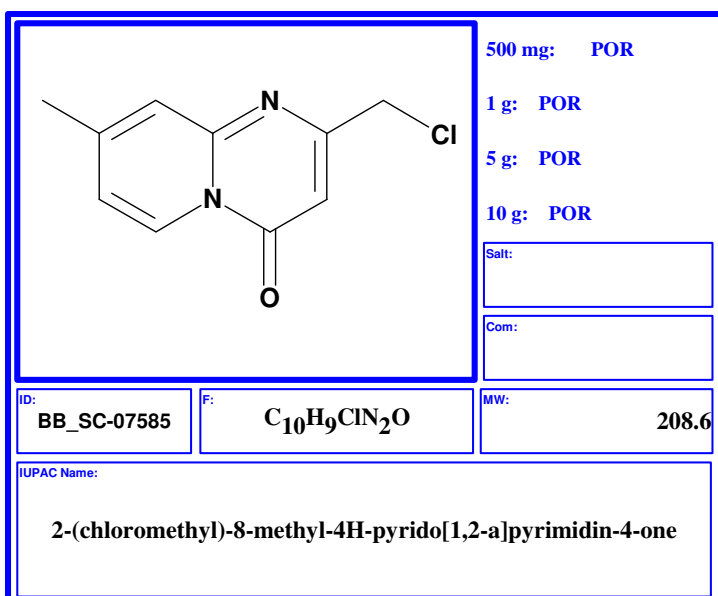 N
Cl
N
O
500 mg: POR
1 g: POR
5 g: POR
10 g: POR
Salt:
Com:
ID:
BB_SC-07585
F:
C10H9ClN2O
MW:
208.6
IUPAC Name:
2-(chloromethyl)-8-methyl-4H-pyrido[1,2-a]pyrimidin-4-one